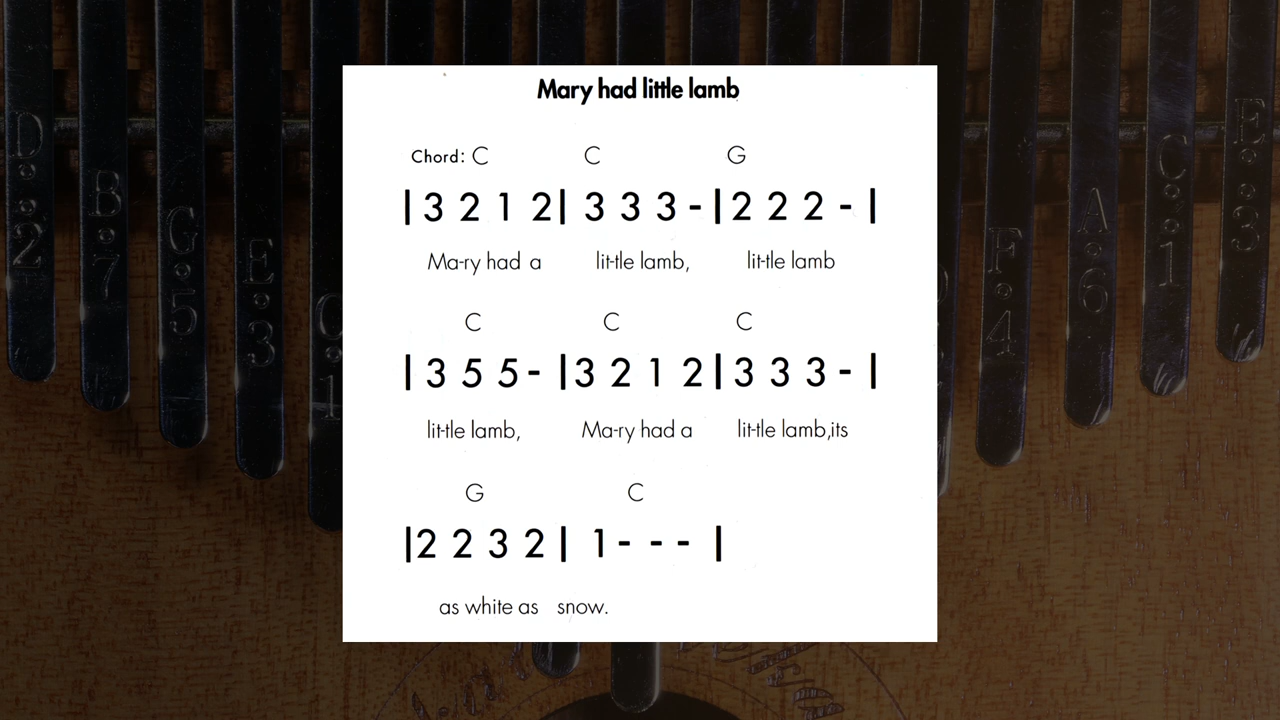 Mary had little lamb
Chord: C C G
|3 2 1 2| 3 3 3 - |2 2 2 - |
Ma-ry had a lit-tle lamb, lit-tle lamb
C C C
|3 5 5 - |3 2 1 2|3 3 3 - |
lit-tle lamb, Ma-ry had a lit-tle lamb,its
G C
|2 2 3 2| 1 - - - |
as white as snow.
D 2
B 7
G 5
E 3
C 1
F 4
A 6
C 1
E 3